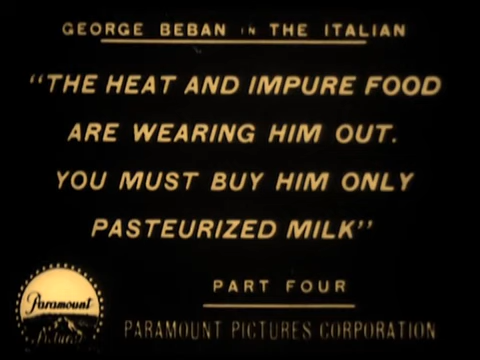 GEORGE BEBAN IN THE ITALIAN
"THE HEAT AND IMPURE FOOD
ARE WEARING HIM OUT.
YOU MUST BUY HIM ONLY
PASTEURIZED MILK"
PART FOUR
Paramount
Pictures
PARAMOUNT PICTURES CORPORATION